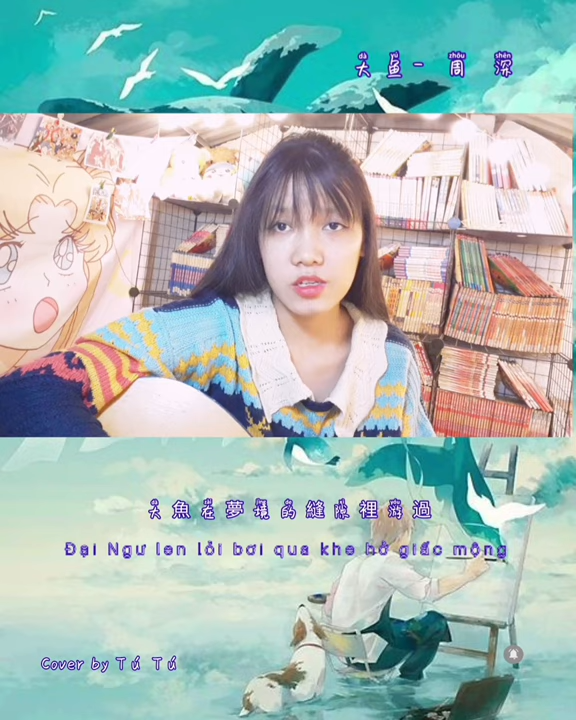 dà yú zhōu shēn
大鱼- 周 深
大魚在夢境的縫隙裡游過
Đại Ngư len lỏi bơi qua khe hở giấc mộng
Cover by Tú Tú